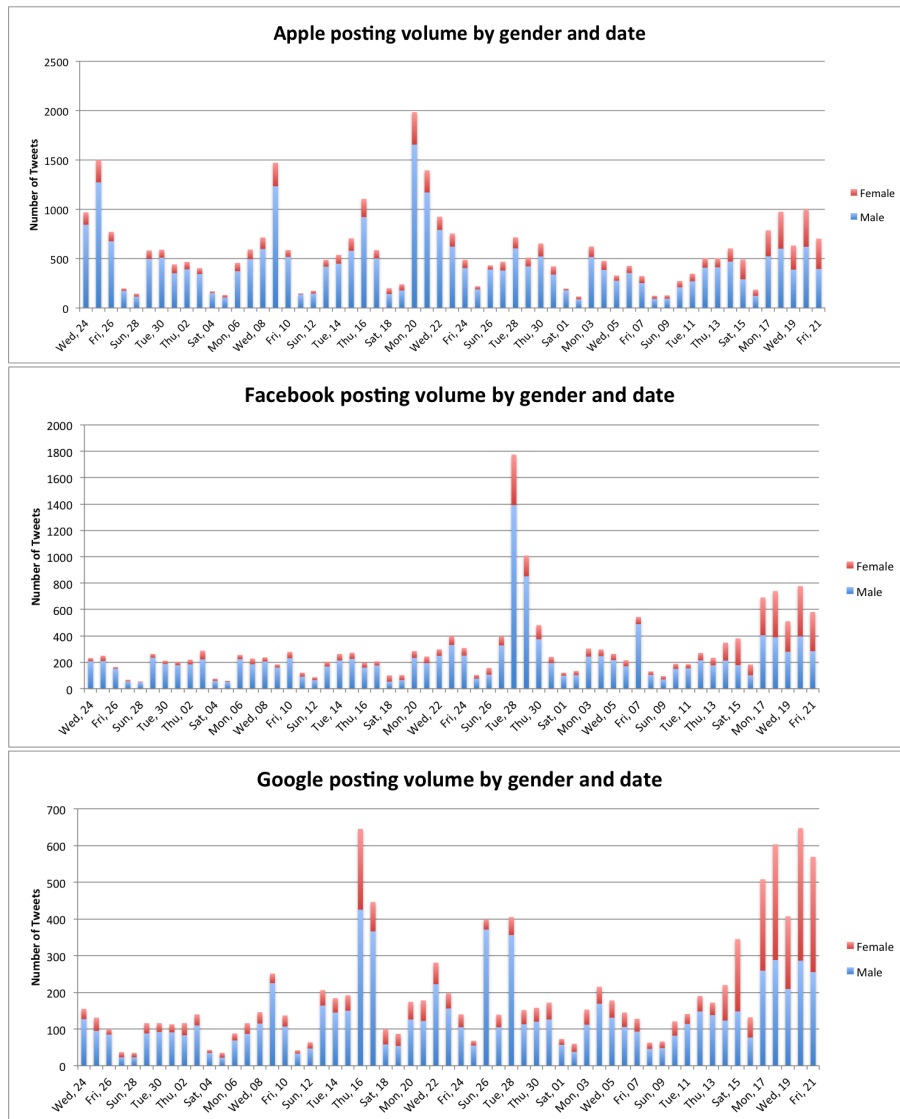 Apple posting volume by gender and date
Number of Tweets
2500
2000
1500
1000
500
0
Female
Male
Wed, 24
Fri, 26
Sun, 28
Tue, 30
Thu, 02
Sat, 04
Mon, 06
Wed, 08
Fri, 10
Sun, 12
Tue, 14
Thu, 16
Sat, 18
Mon, 20
Wed, 22
Fri, 24
Sun, 26
Tue, 28
Thu, 30
Sat, 01
Mon, 03
Wed, 05
Fri, 07
Sun, 09
Tue, 11
Thu, 13
Sat, 15
Mon, 17
Wed, 19
Fri, 21
Facebook posting volume by gender and date
Number of Tweets
2000
1800
1600
1400
1200
1000
800
600
400
200
0
Female
Male
Wed, 24
Fri, 26
Sun, 28
Tue, 30
Thu, 02
Sat, 04
Mon, 06
Wed, 08
Fri, 10
Sun, 12
Tue, 14
Thu, 16
Sat, 18
Mon, 20
Wed, 22
Fri, 24
Sun, 26
Tue, 28
Thu, 30
Sat, 01
Mon, 03
Wed, 05
Fri, 07
Sun, 09
Tue, 11
Thu, 13
Sat, 15
Mon, 17
Wed, 19
Fri, 21
Google posting volume by gender and date
Number of Tweets
700
600
500
400
300
200
100
0
Female
Male
Wed, 24
Fri, 26
Sun, 28
Tue, 30
Thu, 02
Sat, 04
Mon, 06
Wed, 08
Fri, 10
Sun, 12
Tue, 14
Thu, 16
Sat, 18
Mon, 20
Wed, 22
Fri, 24
Sun, 26
Tue, 28
Thu, 30
Sat, 01
Mon, 03
Wed, 05
Fri, 07
Sun, 09
Tue, 11
Thu, 13
Sat, 15
Mon, 17
Wed, 19
Fri, 21